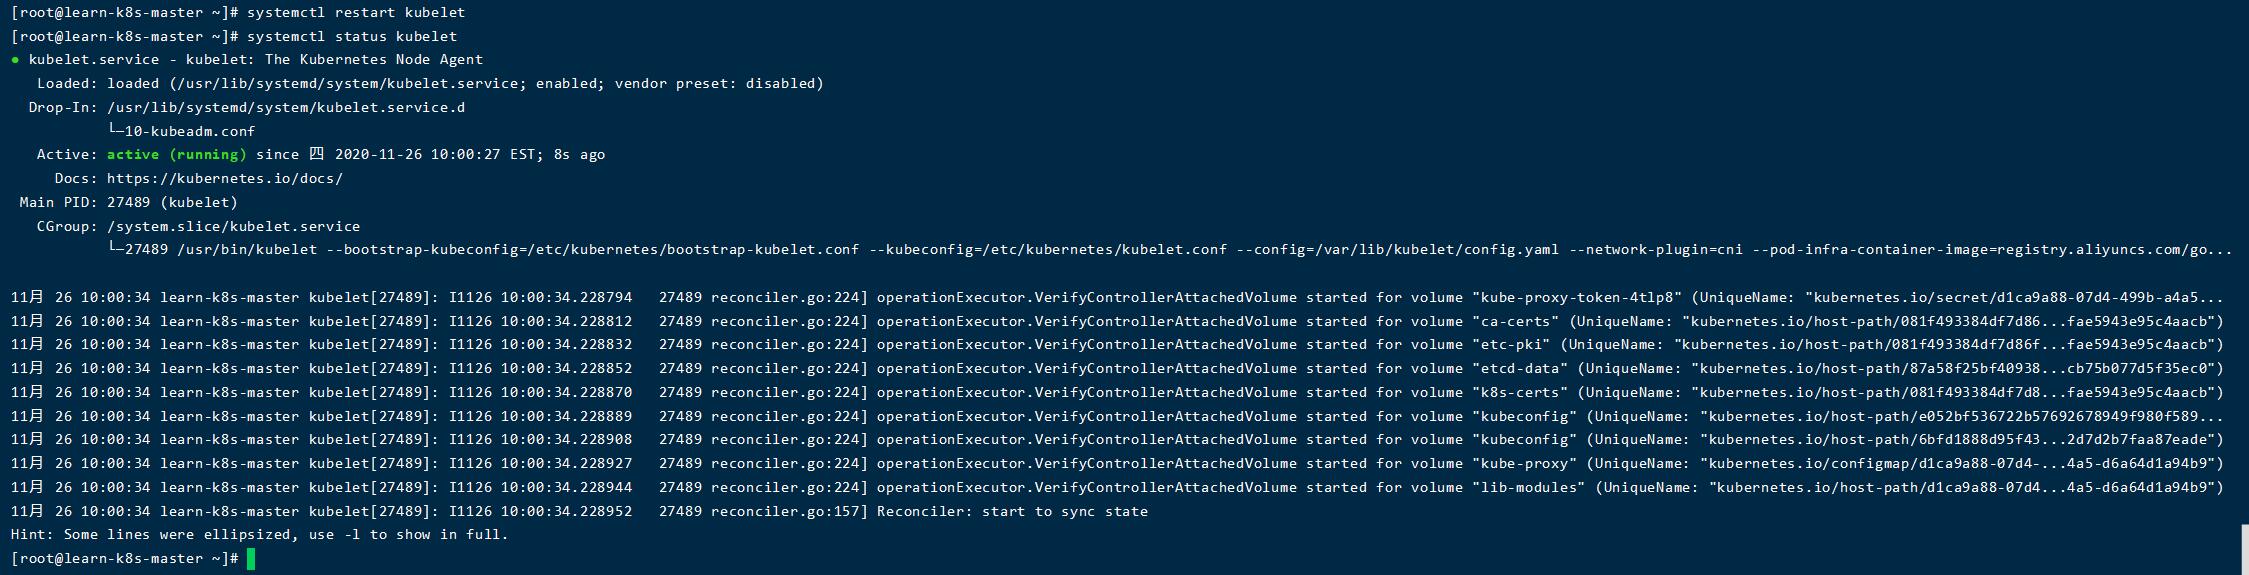 [root@learn-k8s-master ~]# systemctl restart kubelet
[root@learn-k8s-master ~]# systemctl status kubelet
● kubelet.service - kubelet: The Kubernetes Node Agent
   Loaded: loaded (/usr/lib/systemd/system/kubelet.service; enabled; vendor preset: disabled)
  Drop-In: /usr/lib/systemd/system/kubelet.service.d
           └─10-kubeadm.conf
   Active: active (running) since 四 2020-11-26 10:00:27 EST; 8s ago
     Docs: https://kubernetes.io/docs/
 Main PID: 27489 (kubelet)
   CGroup: /system.slice/kubelet.service
           └─27489 /usr/bin/kubelet --bootstrap-kubeconfig=/etc/kubernetes/bootstrap-kubelet.conf --kubeconfig=/etc/kubernetes/kubelet.conf --config=/var/lib/kubelet/config.yaml --network-plugin=cni --pod-infra-container-image=registry.aliyuncs.com/go...
11月 26 10:00:34 learn-k8s-master kubelet[27489]: I1126 10:00:34.228794   27489 reconciler.go:224] operationExecutor.VerifyControllerAttachedVolume started for volume "kube-proxy-token-4tlp8" (UniqueName: "kubernetes.io/secret/d1ca9a88-07d4-499b-a4a5...
11月 26 10:00:34 learn-k8s-master kubelet[27489]: I1126 10:00:34.228812   27489 reconciler.go:224] operationExecutor.VerifyControllerAttachedVolume started for volume "ca-certs" (UniqueName: "kubernetes.io/host-path/081f493384df7d86...fae5943e95c4aacb")
11月 26 10:00:34 learn-k8s-master kubelet[27489]: I1126 10:00:34.228832   27489 reconciler.go:224] operationExecutor.VerifyControllerAttachedVolume started for volume "etc-pki" (UniqueName: "kubernetes.io/host-path/081f493384df7d86f...fae5943e95c4aacb")
11月 26 10:00:34 learn-k8s-master kubelet[27489]: I1126 10:00:34.228852   27489 reconciler.go:224] operationExecutor.VerifyControllerAttachedVolume started for volume "etcd-data" (UniqueName: "kubernetes.io/host-path/87a58f25bf40938...cb75b077d5f35ec0")
11月 26 10:00:34 learn-k8s-master kubelet[27489]: I1126 10:00:34.228870   27489 reconciler.go:224] operationExecutor.VerifyControllerAttachedVolume started for volume "k8s-certs" (UniqueName: "kubernetes.io/host-path/081f493384df7d8...fae5943e95c4aacb")
11月 26 10:00:34 learn-k8s-master kubelet[27489]: I1126 10:00:34.228889   27489 reconciler.go:224] operationExecutor.VerifyControllerAttachedVolume started for volume "kubeconfig" (UniqueName: "kubernetes.io/host-path/e052bf536722b57692678949f980f589...
11月 26 10:00:34 learn-k8s-master kubelet[27489]: I1126 10:00:34.228908   27489 reconciler.go:224] operationExecutor.VerifyControllerAttachedVolume started for volume "kubeconfig" (UniqueName: "kubernetes.io/host-path/6bfd1888d95f43...2d7d2b7faa87eade")
11月 26 10:00:34 learn-k8s-master kubelet[27489]: I1126 10:00:34.228927   27489 reconciler.go:224] operationExecutor.VerifyControllerAttachedVolume started for volume "kube-proxy" (UniqueName: "kubernetes.io/configmap/d1ca9a88-07d4-...4a5-d6a64d1a94b9")
11月 26 10:00:34 learn-k8s-master kubelet[27489]: I1126 10:00:34.228944   27489 reconciler.go:224] operationExecutor.VerifyControllerAttachedVolume started for volume "lib-modules" (UniqueName: "kubernetes.io/host-path/d1ca9a88-07d4...4a5-d6a64d1a94b9")
11月 26 10:00:34 learn-k8s-master kubelet[27489]: I1126 10:00:34.228952   27489 reconciler.go:157] Reconciler: start to sync state
Hint: Some lines were ellipsized, use -l to show in full.
[root@learn-k8s-master ~]#